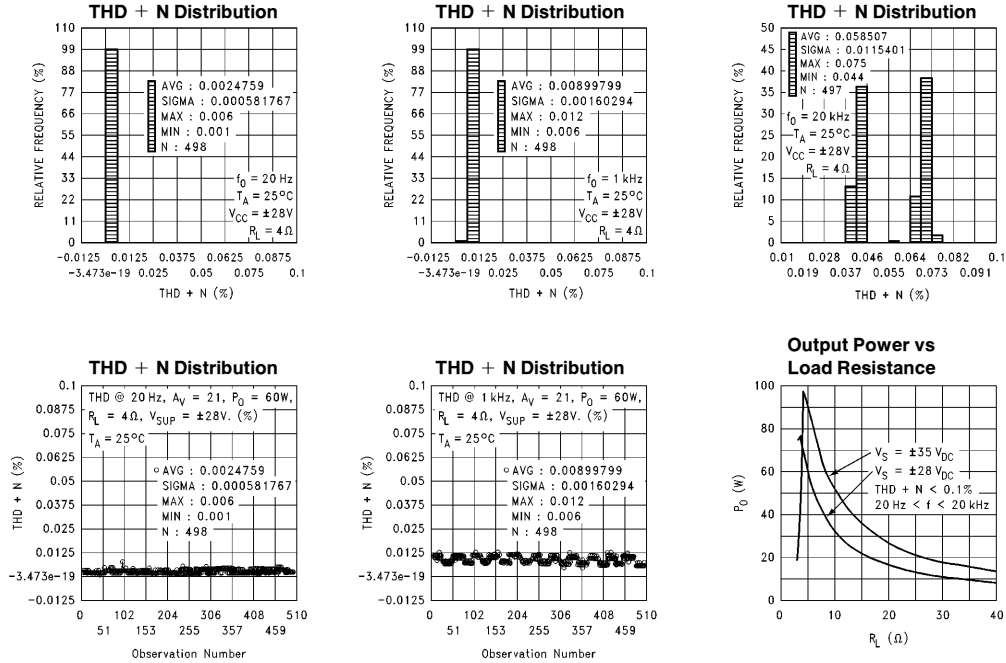 THD + N Distribution
RELATIVE FREQUENCY (%)
99
88
77
66
55
44
33
22
11
0
AVG : 0.0024759
SIGMA : 0.000581767
MAX : 0.006
MIN : 0.001
N : 498
fO = 20 Hz
TA = 25°C
VCC = ±28V
RL = 4Ω
-0.0125 0.0125 0.0375 0.0625 0.0875
-3.473e-19 0.025 0.05 0.075 0.1
THD + N (%)
THD + N Distribution
RELATIVE FREQUENCY (%)
99
88
77
66
55
44
33
22
11
0
AVG : 0.00899799
SIGMA : 0.00160294
MAX : 0.012
MIN : 0.006
N : 498
fO = 1 kHz
TA = 25°C
VCC = ±28V
RL = 4Ω
-0.0125 0.0125 0.0375 0.0625 0.0875
-3.473e-19 0.025 0.05 0.075 0.1
THD + N (%)
THD + N Distribution
RELATIVE FREQUENCY (%)
50
45
40
35
30
25
15
10
5
0
AVG : 0.058507
SIGMA : 0.0115401
MAX : 0.075
MIN : 0.044
N : 497
fO = 20 kHz
TA = 25°C
VCC = ±28V
RL = 4Ω
0.01 0.028 0.046 0.064 0.082 0.1
0.019 0.037 0.055 0.073 0.091
THD + N (%)
THD + N Distribution
THD + N (%)
0.1
0.0875
0.075
0.0625
0.05
0.0375
0.025
0.0125
-3.473e-19
-0.0125
THD @ 20 Hz, AV = 21, PO = 60W,
RL = 4Ω, VSUP = ±28V. (%)
TA = 25°C
AVG : 0.0024759
SIGMA : 0.000581767
MAX : 0.006
MIN : 0.001
N : 498
0 102 204 306 408 510
51 153 255 357 459
Observation Number
THD + N Distribution
THD + N (%)
0.1
0.0875
0.075
0.0625
0.05
0.0375
0.025
0.0125
-3.473e-19
-0.0125
THD @ 1 kHz, AV = 21, PO = 60W,
RL = 4Ω, VSUP = ±28V. (%)
TA = 25°C
AVG : 0.00899799
SIGMA : 0.00160294
MAX : 0.012
MIN : 0.006
N : 498
0 102 204 306 408 510
51 153 255 357 459
Observation Number
Output Power vs
Load Resistance
PO (W)
100
80
60
40
20
0
VS = ±35 VDC
VS = ±28 VDC
THD + N < 0.1%
20 Hz < f < 20 kHz
0 10 20 30 40
RL (Ω)